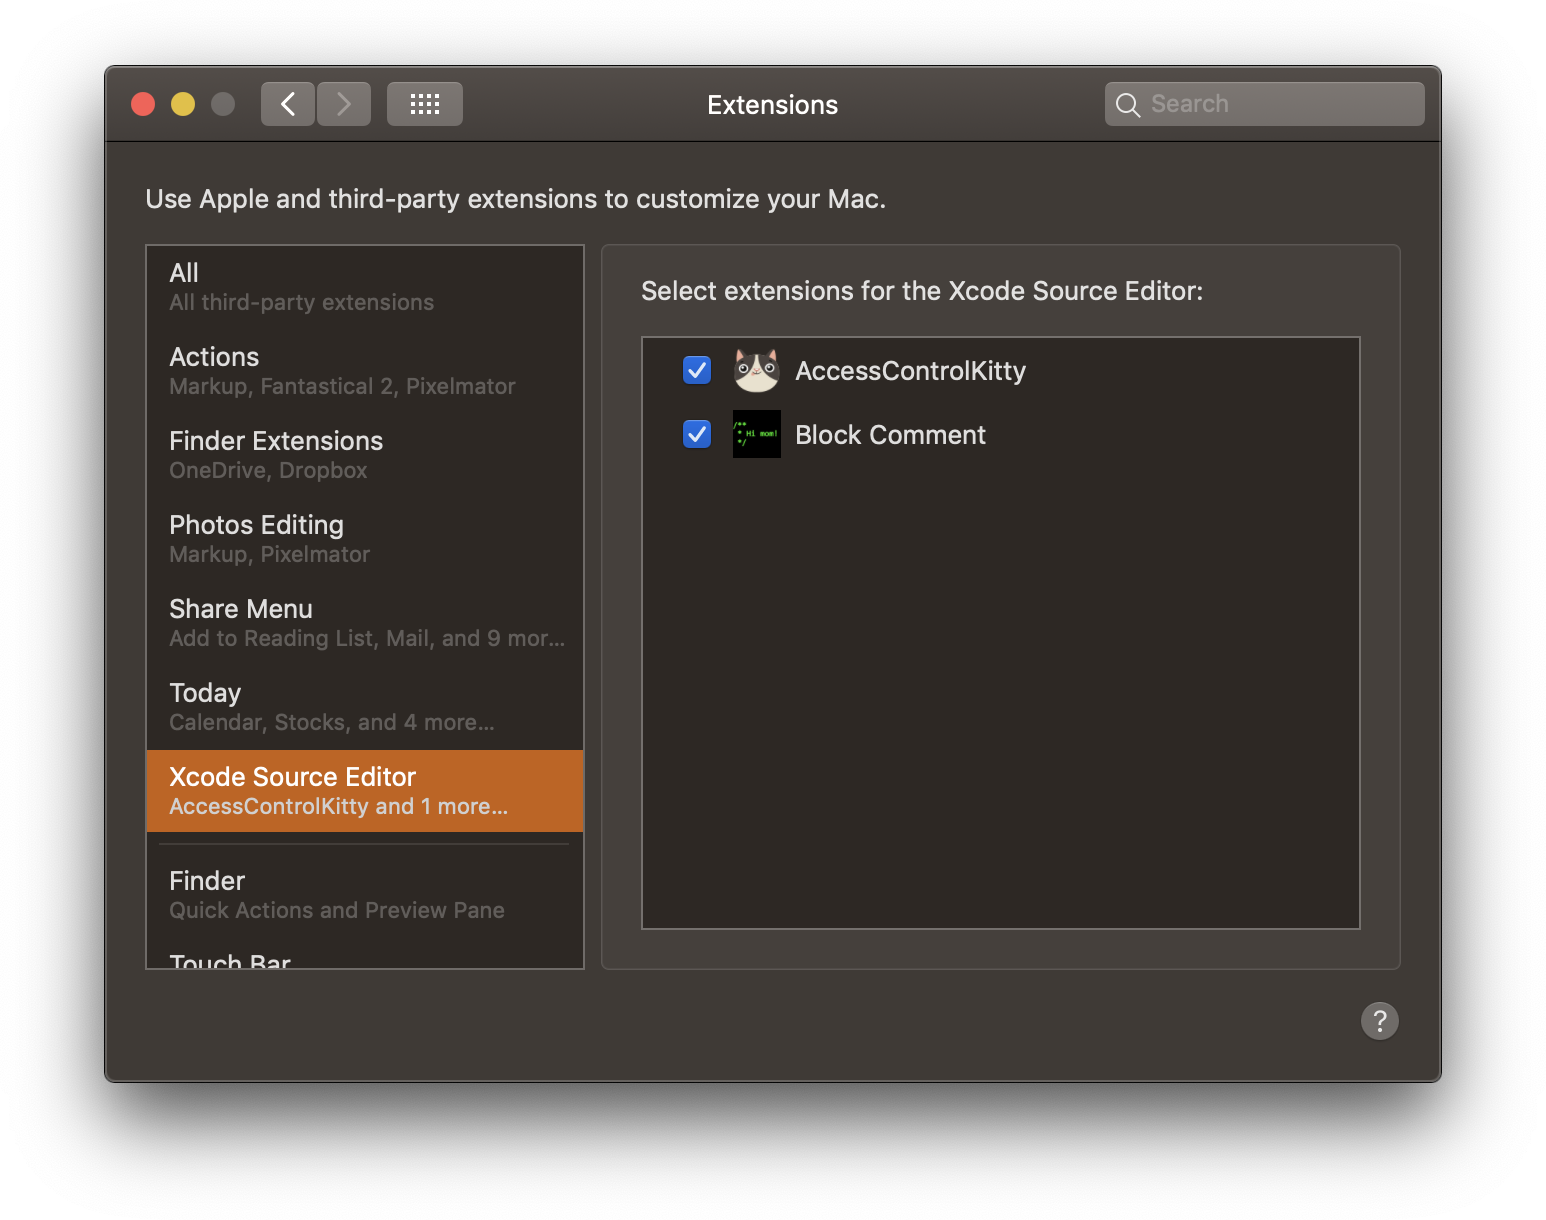 Extensions
Search
Use Apple and third-party extensions to customize your Mac.
All
All third-party extensions
Actions
Markup, Fantastical 2, Pixelmator
Finder Extensions
OneDrive, Dropbox
Photos Editing
Markup, Pixelmator
Share Menu
Add to Reading List, Mail, and 9 mor...
Today
Calendar, Stocks, and 4 more...
Xcode Source Editor
AccessControlKitty and 1 more...
Finder
Quick Actions and Preview Pane
Touch Bar
Select extensions for the Xcode Source Editor:
AccessControlKitty
/**
* Hi mom!
*/
Block Comment
?